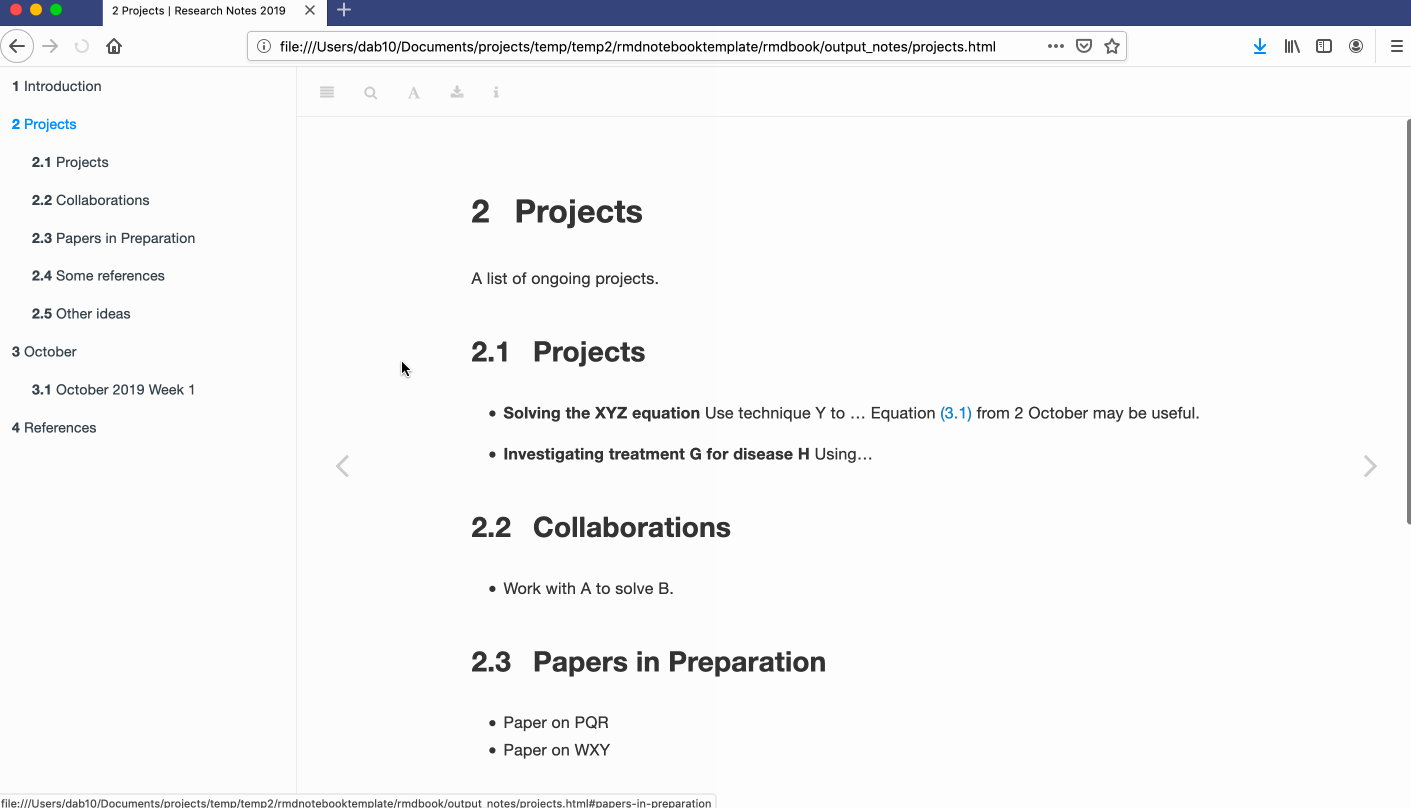 2 Projects | Research Notes 2019
file:///Users/dab10/Documents/projects/temp/temp2/rmdnotebooktemplate/rmdbook/output_notes/projects.html
1 Introduction
2 Projects
2.1 Projects
2.2 Collaborations
2.3 Papers in Preparation
2.4 Some references
2.5 Other ideas
3 October
3.1 October 2019 Week 1
4 References
A
i
2 Projects
A list of ongoing projects.
2.1 Projects
• Solving the XYZ equation Use technique Y to … Equation (3.1) from 2 October may be useful.
• Investigating treatment G for disease H Using…
2.2 Collaborations
• Work with A to solve B.
2.3 Papers in Preparation
• Paper on PQR
• Paper on WXY
file:///Users/dab10/Documents/projects/temp/temp2/rmdnotebooktemplate/rmdbook/output_notes/projects.html#papers-in-preparation